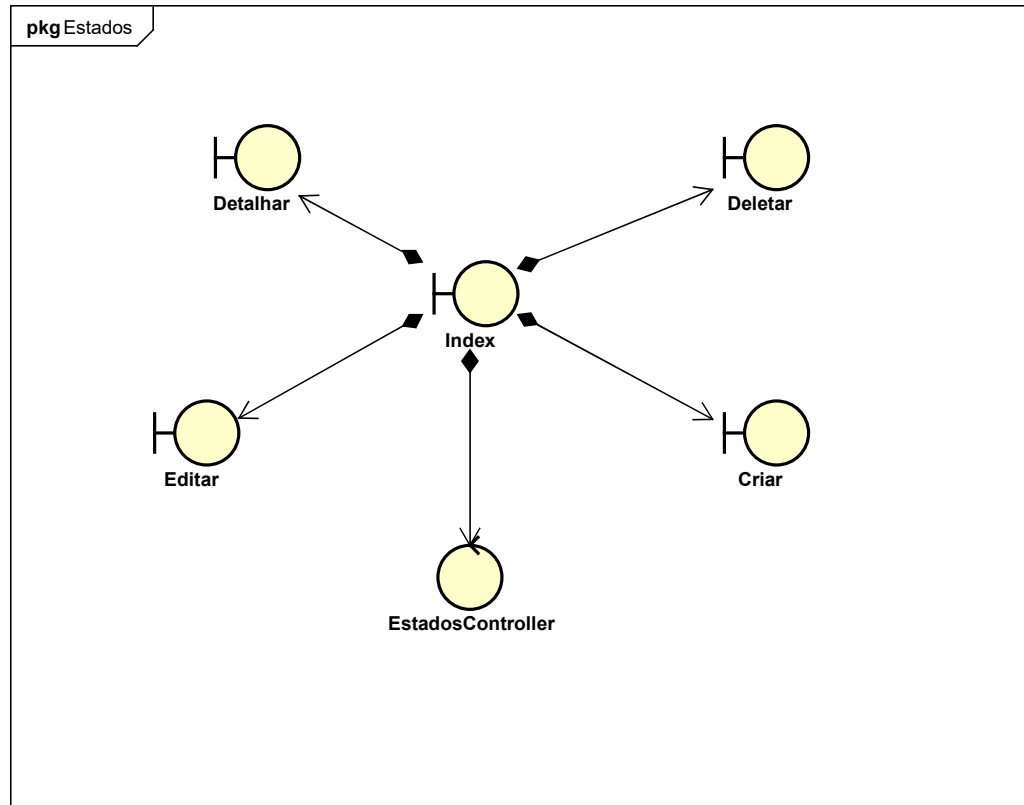 pkg Estados
Detalhar
Deletar
Index
Editar
Criar
EstadosController